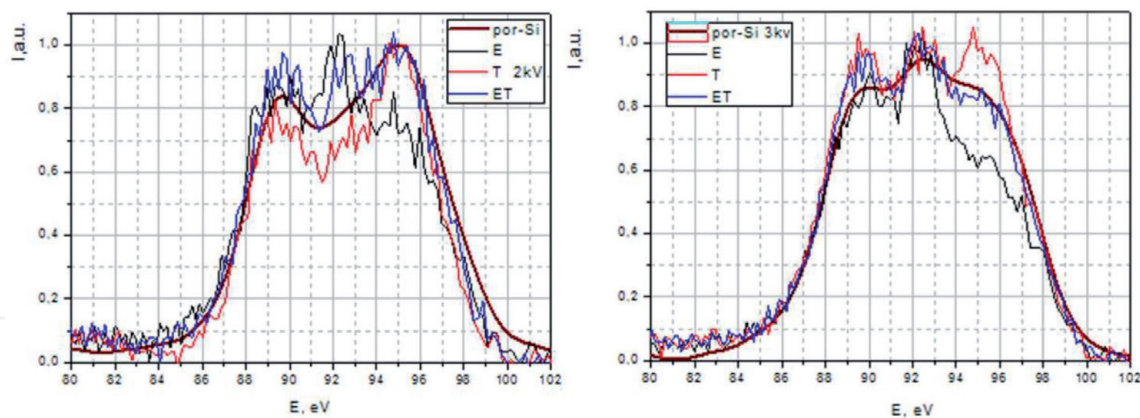 I,a.u.
por-Si
E
T 2kV
ET
1.0
0.8
0.6
0.4
0.2
0.0
80 82 84 86 88 90 92 94 96 98 100 102
E, eV
I,a.u.
por-Si 3kv
E
T
ET
1.0
0.8
0.6
0.4
0.2
0.0
80 82 84 86 88 90 92 94 96 98 100 102
E, eV